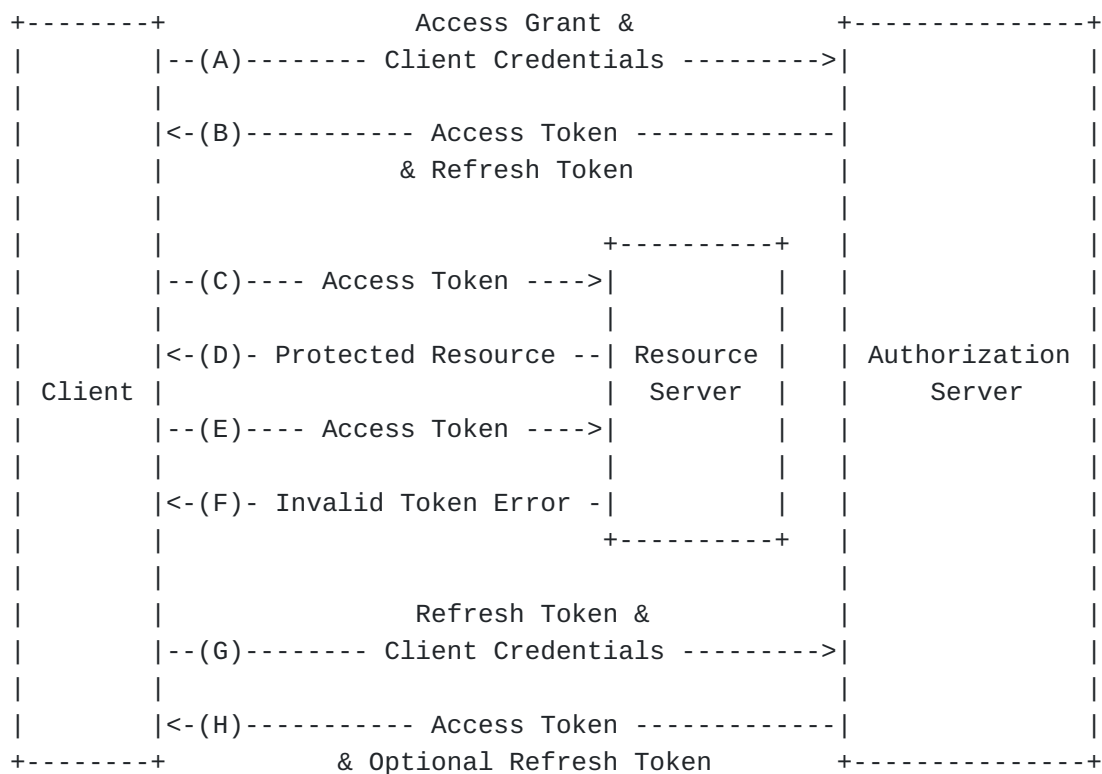 Access Grant &
(A) Client Credentials
(B) Access Token
& Refresh Token
(C) Access Token
(D) Protected Resource Resource Authorization
Client Server Server
(E) Access Token
(F) Invalid Token Error
Refresh Token &
(G) Client Credentials
(H) Access Token
& Optional Refresh Token